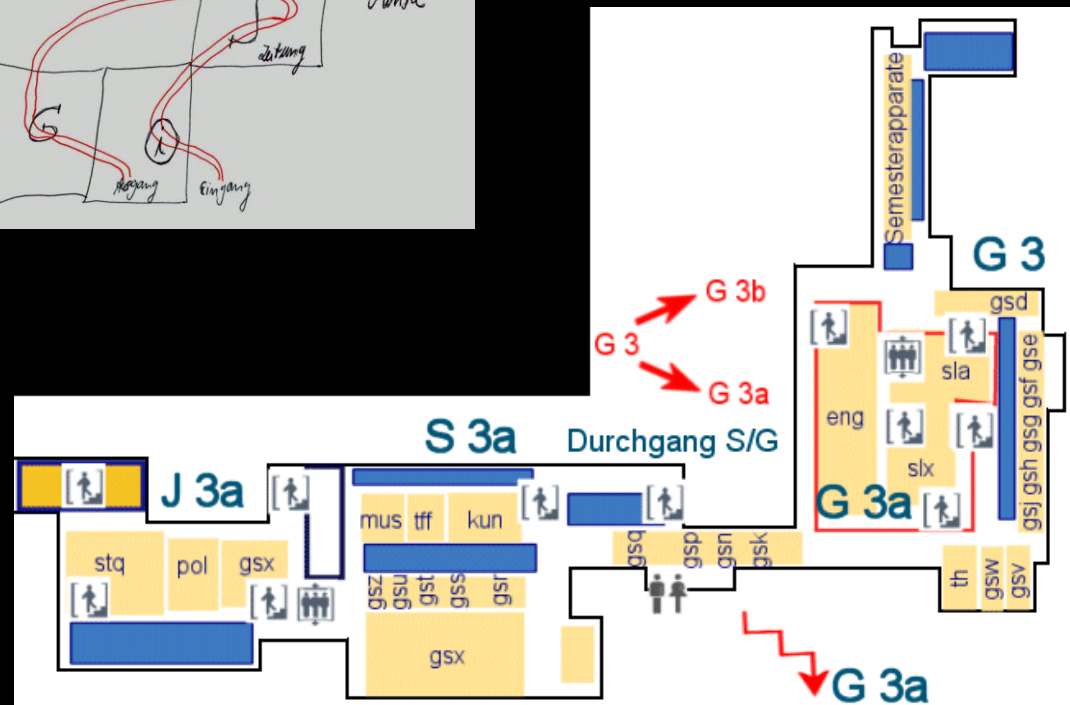 Zeitung
Ausgang
Eingang
Semesterapparate
G 3
G 3b
G 3
G 3a
gsd
sla
eng
slx
G 3a
gsj gsh gsg gsf gse
S 3a
Durchgang S/G
J 3a
mus tff kun
stq pol gsx
gsz gsu gst gss gsr
gsq gsp gsn gsk
th gsw gsv
gsx
G 3a